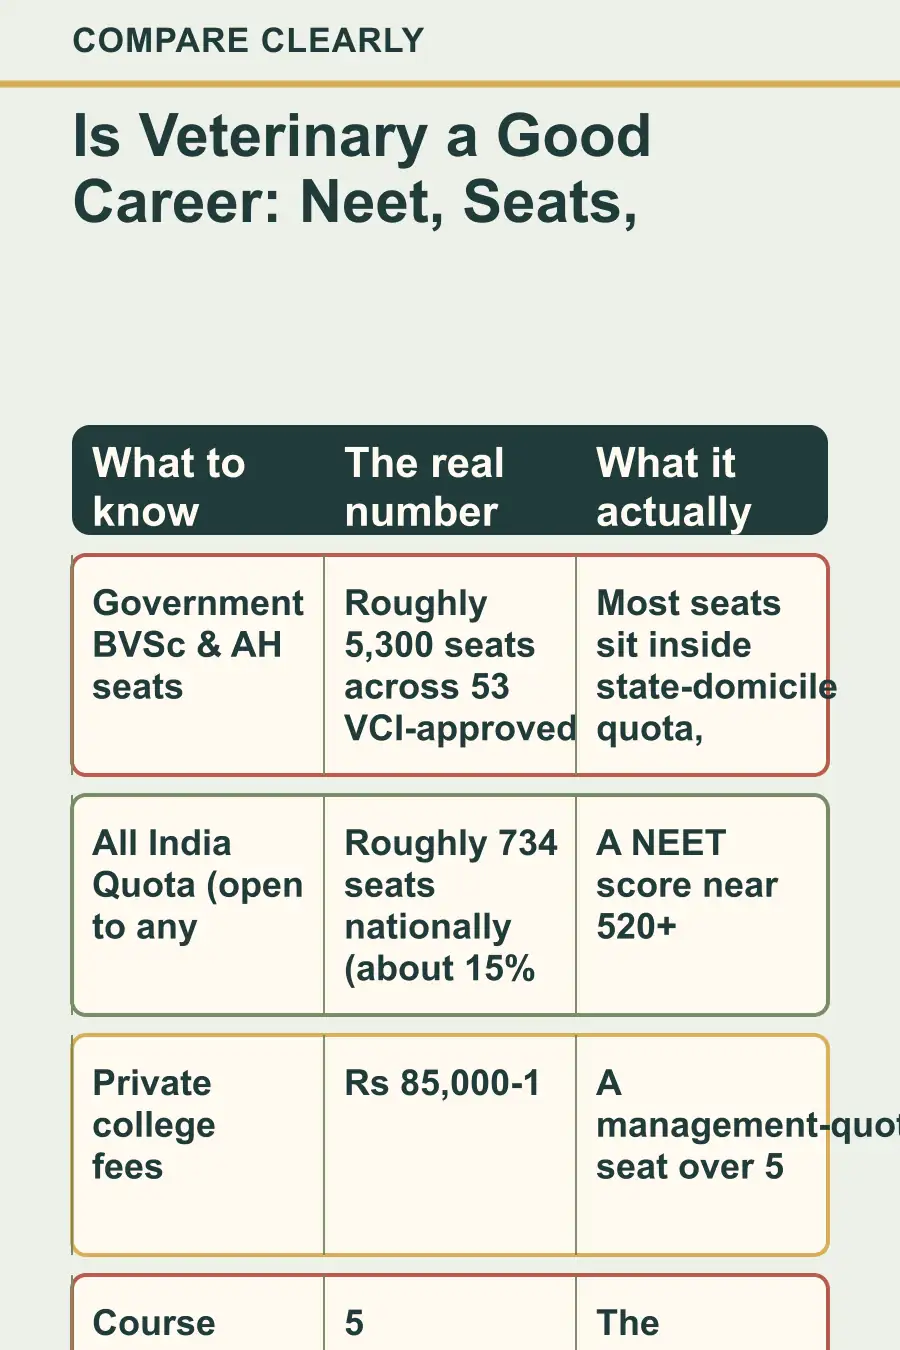 COMPARE CLEARLY
Is Veterinary a Good
Career: Neet, Seats,
What to
know
The real
number
What it
actually
Government
BVSc & AH
seats
Roughly
5,300 seats
across 53
VCI-approved
Most seats
sit inside
state-domicile
quota,
All India
Quota (open
to any
Roughly 734
seats
nationally
(about 15%
A NEET
score near
520+
Private
college
fees
Rs 85,000-1
A
management-quot
seat over 5
Course
5
The